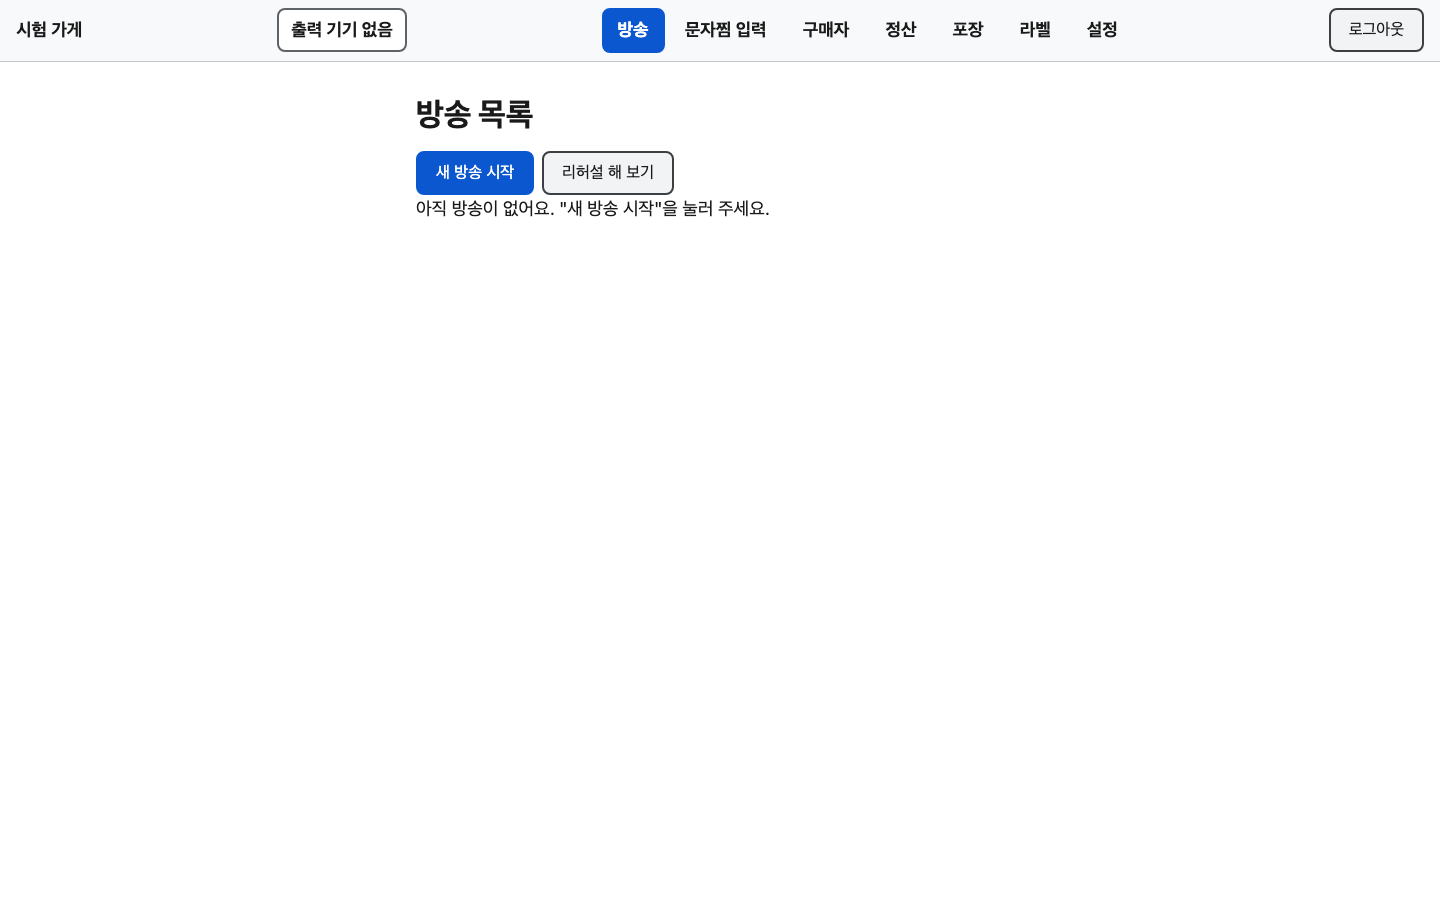 시험 가게 출력 기기 없음 방송 문자찜 입력 구매자 정산 포장 라벨 설정 로그아웃
방송 목록
새 방송 시작 리허설 해 보기
아직 방송이 없어요. "새 방송 시작"을 눌러 주세요.